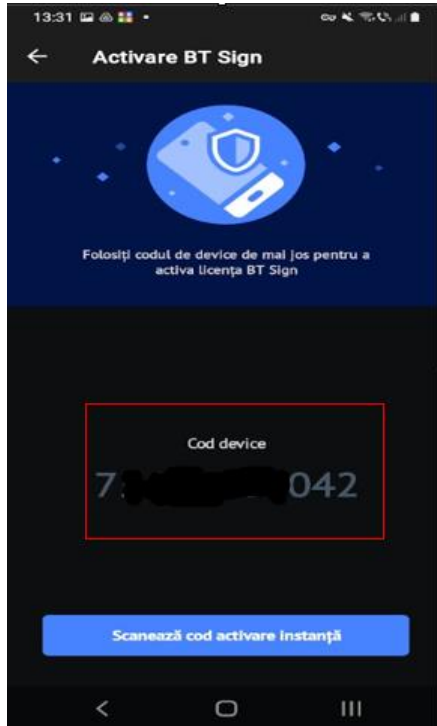 13:31
Activare BT Sign
Folosiți codul de device de mai jos pentru a
activa licența BT Sign
Cod device
7 042
Scanează cod activare instanță